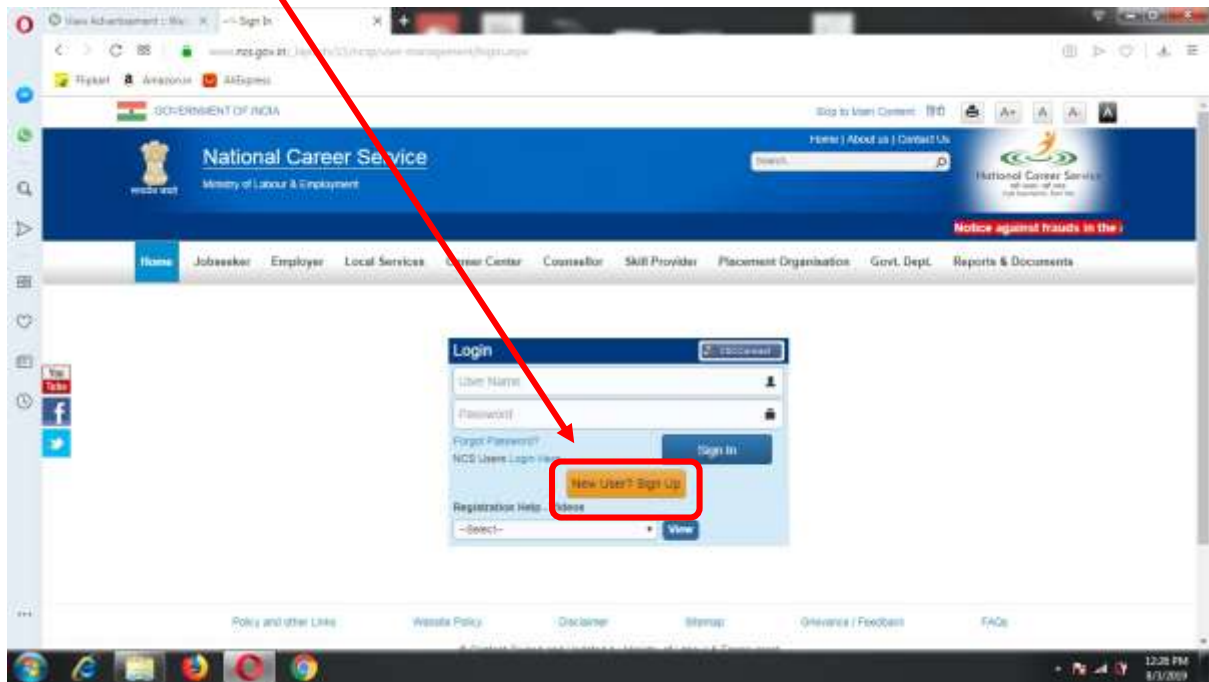 View Advertisement :: We
Sign In
ncs.gov.in
Flipkart
Amazon.in
AliExpress
GOVERNMENT OF INDIA
Skip to Main Content
हिंदी
A+
A
A-
A
National Career Service
Ministry of Labour & Employment
Home | About us | Contact Us
Search
National Career Service
Notice against frauds in the
Home
Jobseeker
Employer
Local Services
Career Center
Counsellor
Skill Provider
Placement Organisation
Govt. Dept.
Reports & Documents
You
Tube
Login
User Name
Password
Forgot Password?
NCS Users Login Here
Sign In
New User? Sign Up
Registration Help Videos
--Select--
View
Policy and other Links
Website Policy
Disclaimer
Sitemap
Grievance / Feedback
FAQs
12:28 PM
8/3/2019